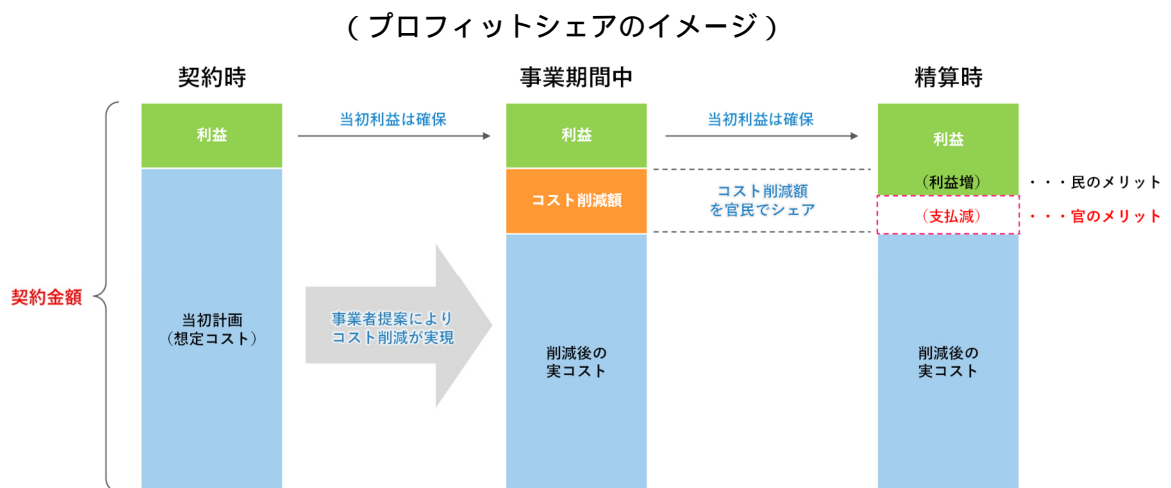 （プロフィットシェアのイメージ）
契約時
事業期間中
精算時
利益
当初利益は確保
利益
当初利益は確保
利益
（利益増）
・・・民のメリット
コスト削減額
コスト削減額
を官民でシェア
（支払減）
・・・官のメリット
契約金額
当初計画
（想定コスト）
事業者提案により
コスト削減が実現
削減後の
実コスト
削減後の
実コスト